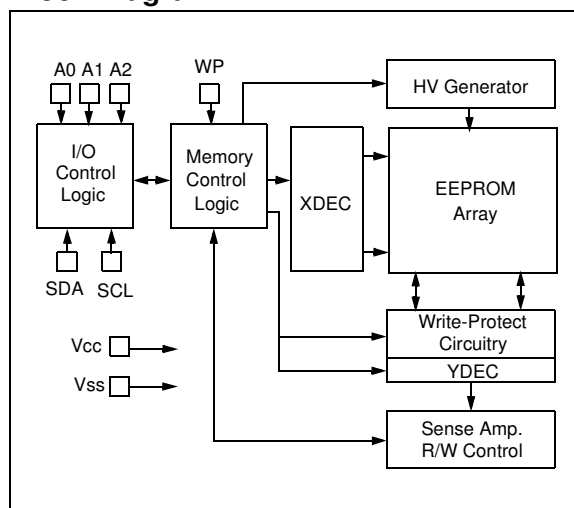 A0 A1 A2
WP
HV Generator
I/O
Control
Logic
Memory
Control
Logic
XDEC
EEPROM
Array
SDA
SCL
Write-Protect
Circuitry
YDEC
Vcc
Vss
Sense Amp.
R/W Control